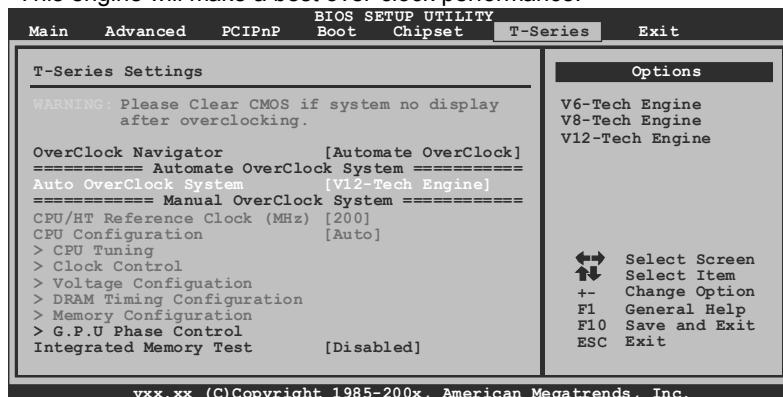 This engine will make a best over-clock performance.
BIOS SETUP UTILITY
Main Advanced PCIPnP Boot Chipset T-Series Exit
T-Series Settings
WARNING: Please Clear CMOS if system no display
after overclocking.
OverClock Navigator [Automate OverClock]
=========== Automate OverClock System ===========
Auto OverClock System [V12-Tech Engine]
============ Manual OverClock System ============
CPU/HT Reference Clock (MHz) [200]
CPU Configuration [Auto]
> CPU Tuning
> Clock Control
> Voltage Configuation
> DRAM Timing Configuration
> Memory Configuration
> G.P.U Phase Control
Integrated Memory Test [Disabled]
Options
V6-Tech Engine
V8-Tech Engine
V12-Tech Engine
Select Screen
Select Item
+- Change Option
F1 General Help
F10 Save and Exit
ESC Exit
vxx.xx (C)Copyright 1985-200x, American Megatrends, Inc.